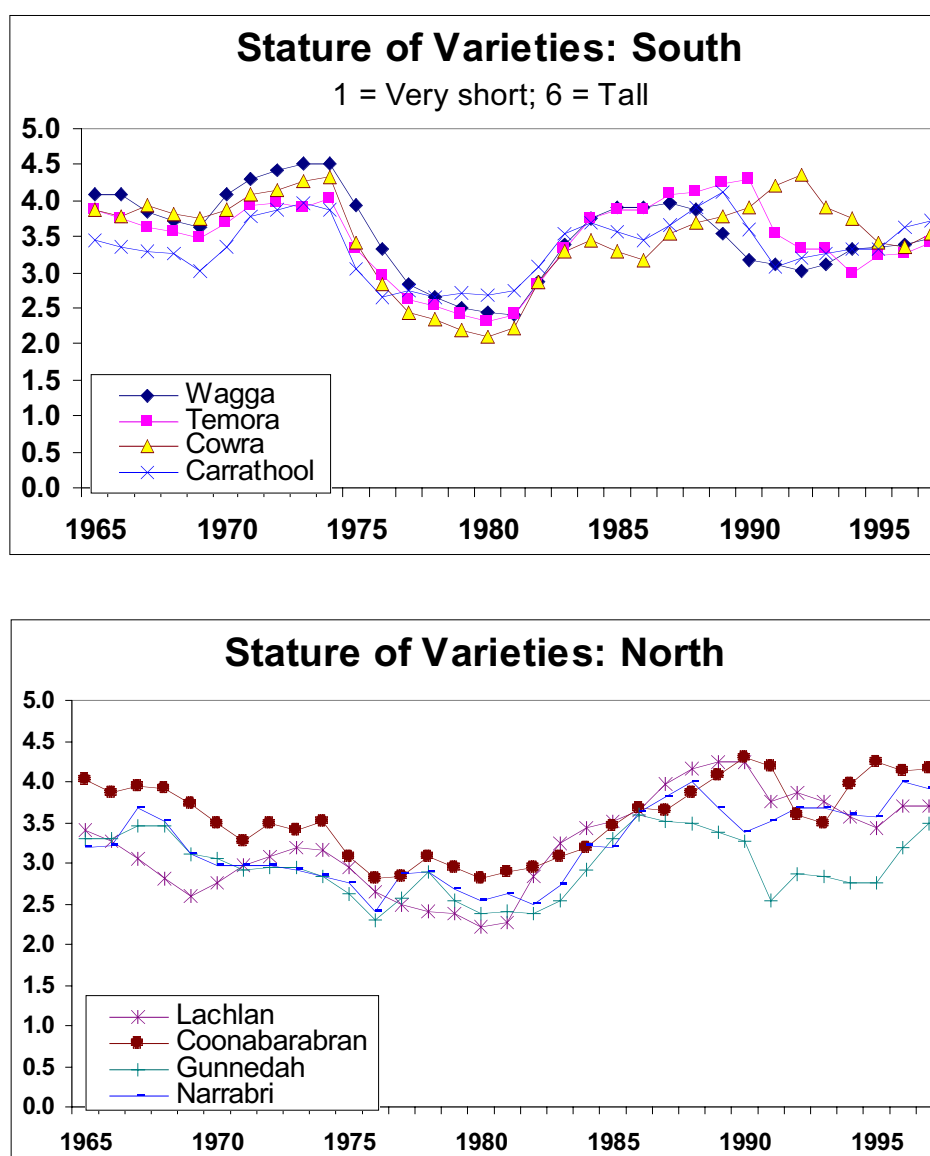 Stature of Varieties: South
1 = Very short; 6 = Tall
5.0
4.5
4.0
3.5
3.0
2.5
2.0
1.5
1.0
0.5
0.0
Wagga
Temora
Cowra
Carrathool
1965 1970 1975 1980 1985 1990 1995
Stature of Varieties: North
5.0
4.5
4.0
3.5
3.0
2.5
2.0
1.5
1.0
0.5
0.0
Lachlan
Coonabarabran
Gunnedah
Narrabri
1965 1970 1975 1980 1985 1990 1995